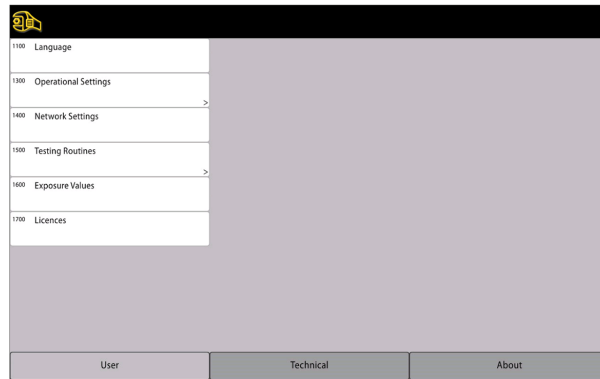 1100 Language
1300 Operational Settings
>
1400 Network Settings
1500 Testing Routines
>
1600 Exposure Values
1700 Licences
User Technical About